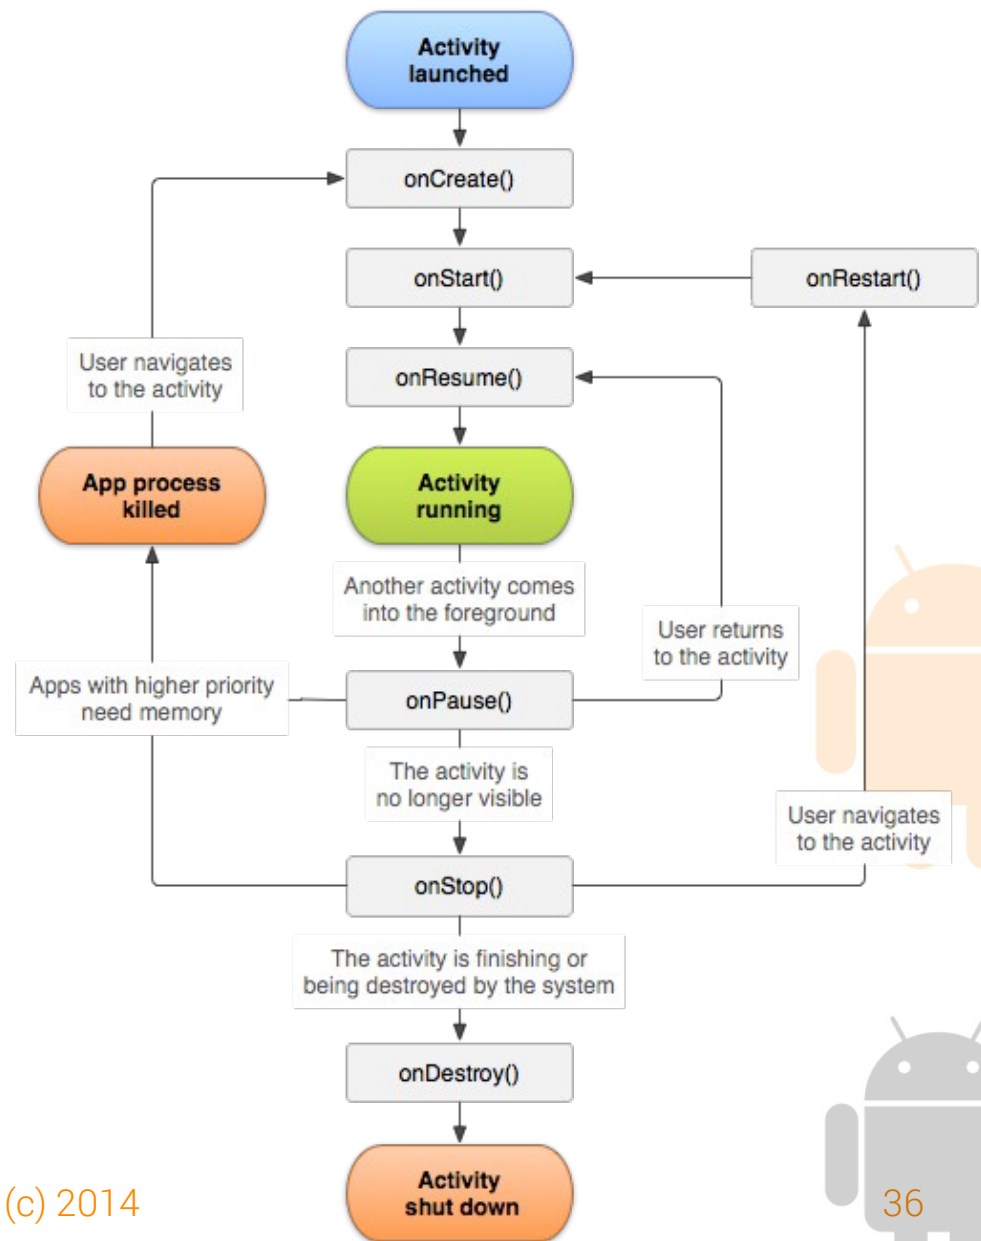 Activity
launched
onCreate()
onStart()
onRestart()
User navigates
to the activity
onResume()
App process
killed
Activity
running
Another activity comes
into the foreground
User returns
to the activity
Apps with higher priority
need memory
onPause()
The activity is
no longer visible
User navigates
to the activity
onStop()
The activity is finishing or
being destroyed by the system
onDestroy()
Activity
shut down
(c) 2014
36